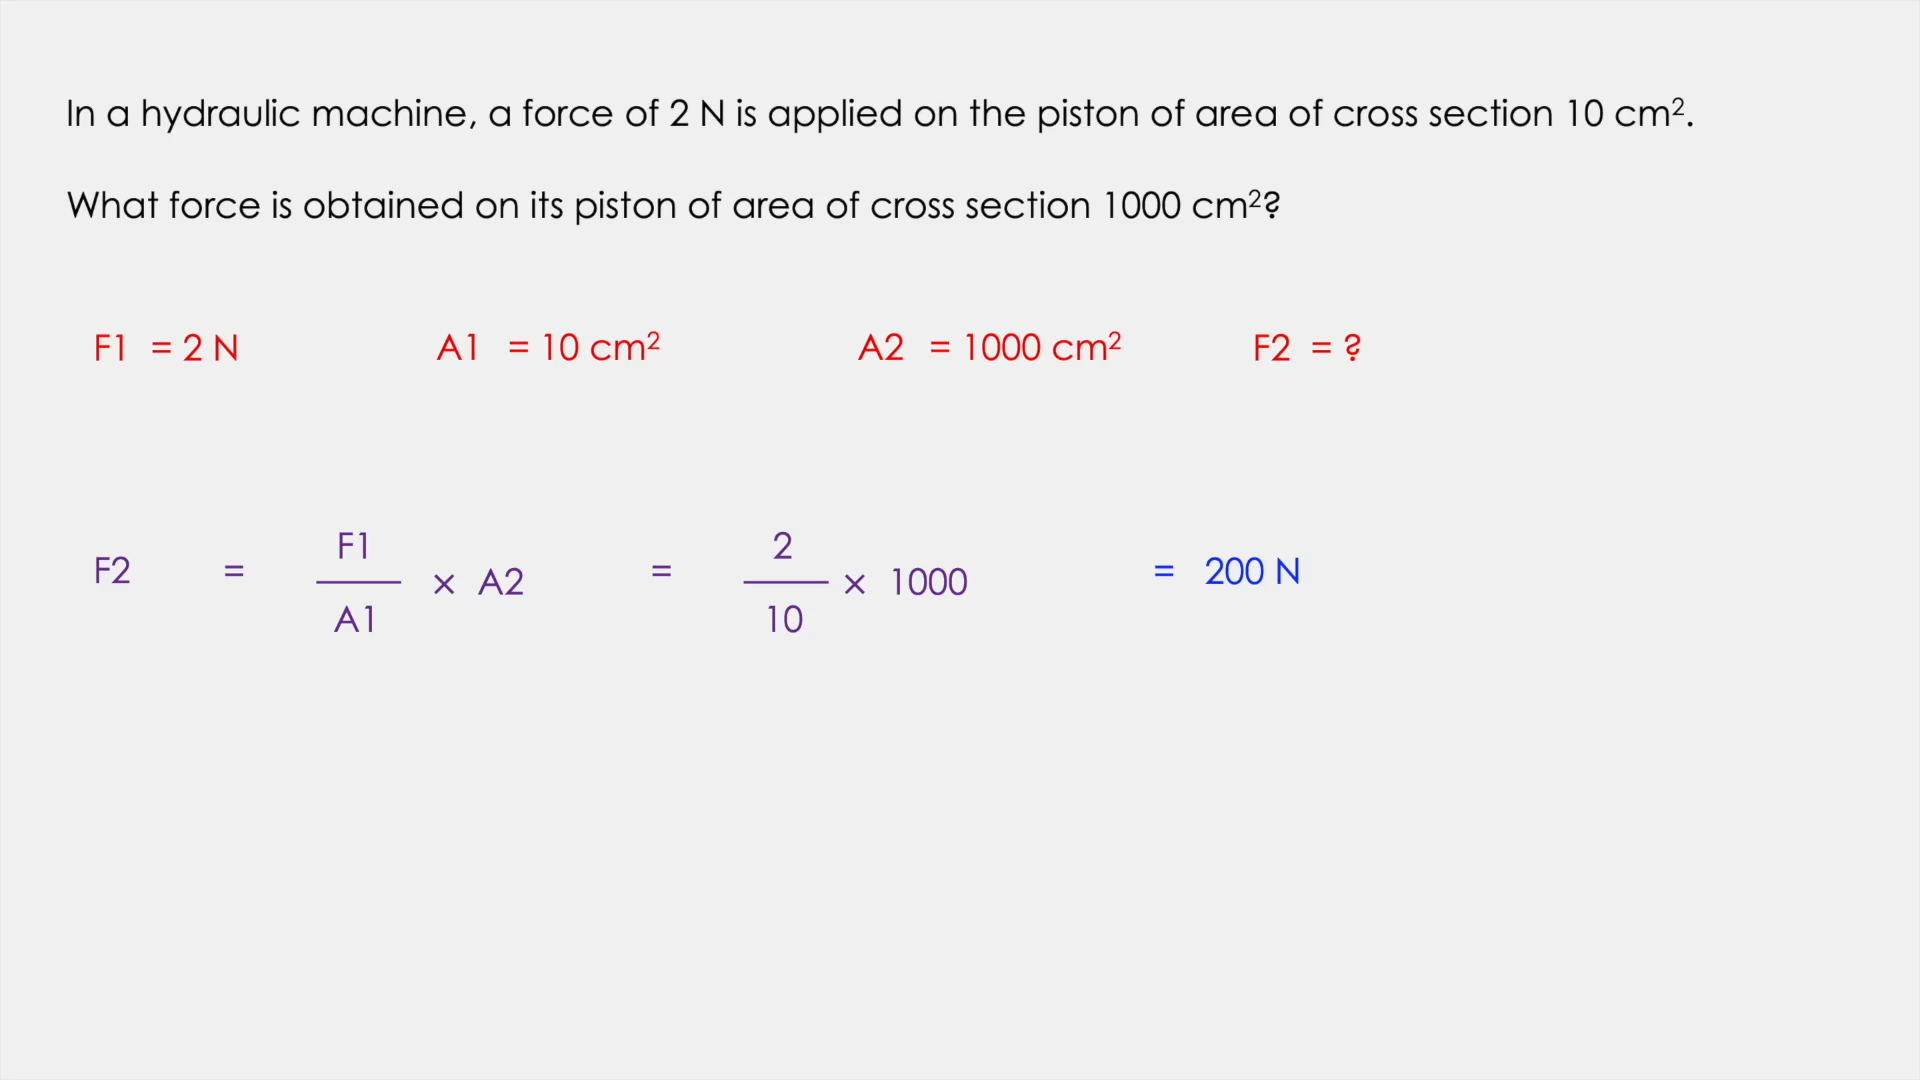 In a hydraulic machine, a force of 2 N is applied on the piston of area of cross section 10 cm².
What force is obtained on its piston of area of cross section 1000 cm²?
F1 = 2 N A1 = 10 cm² A2 = 1000 cm² F2 = ?
F2 = F1 / A1 × A2 = 2 / 10 × 1000 = 200 N